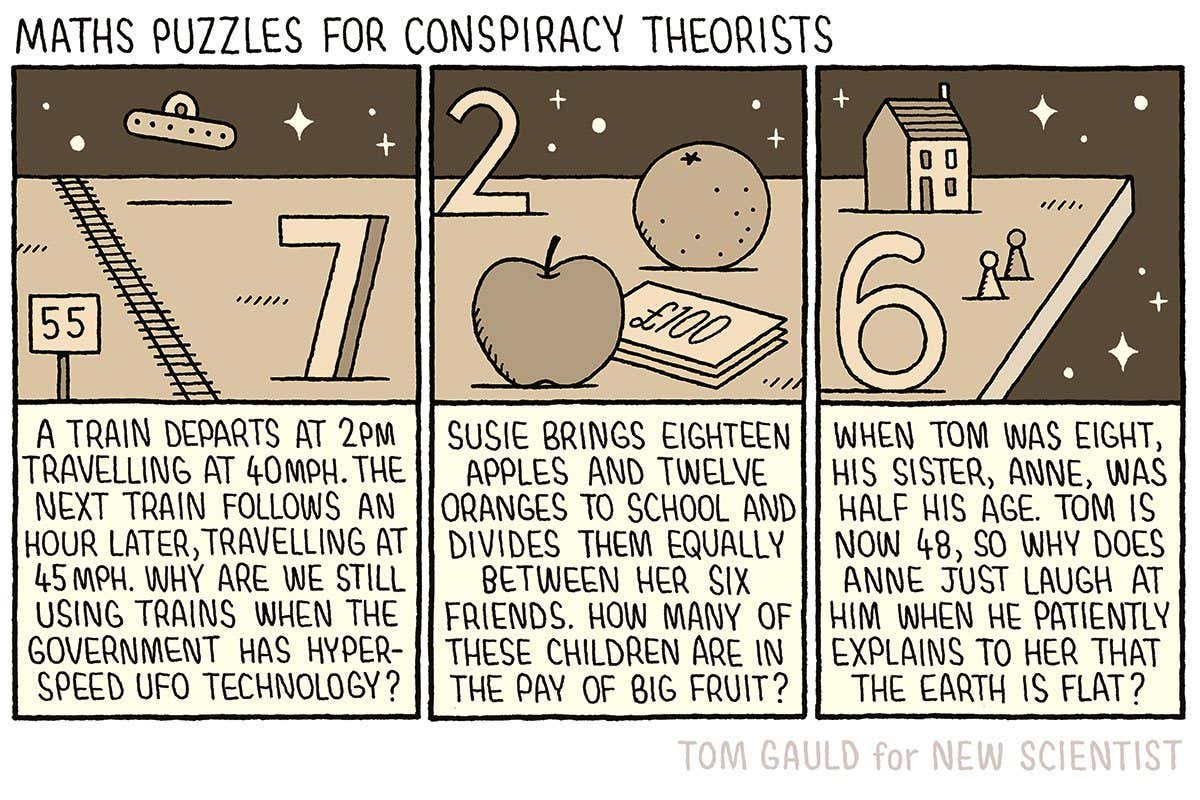 MATHS PUZZLES FOR CONSPIRACY THEORISTS
55
7
A TRAIN DEPARTS AT 2PM
TRAVELLING AT 40MPH. THE
NEXT TRAIN FOLLOWS AN
HOUR LATER, TRAVELLING AT
45MPH. WHY ARE WE STILL
USING TRAINS WHEN THE
GOVERNMENT HAS HYPER-
SPEED UFO TECHNOLOGY?
2
£100
SUSIE BRINGS EIGHTEEN
APPLES AND TWELVE
ORANGES TO SCHOOL AND
DIVIDES THEM EQUALLY
BETWEEN HER SIX
FRIENDS. HOW MANY OF
THESE CHILDREN ARE IN
THE PAY OF BIG FRUIT?
6
WHEN TOM WAS EIGHT,
HIS SISTER, ANNE, WAS
HALF HIS AGE. TOM IS
NOW 48, SO WHY DOES
ANNE JUST LAUGH AT
HIM WHEN HE PATIENTLY
EXPLAINS TO HER THAT
THE EARTH IS FLAT?
TOM GAULD for NEW SCIENTIST